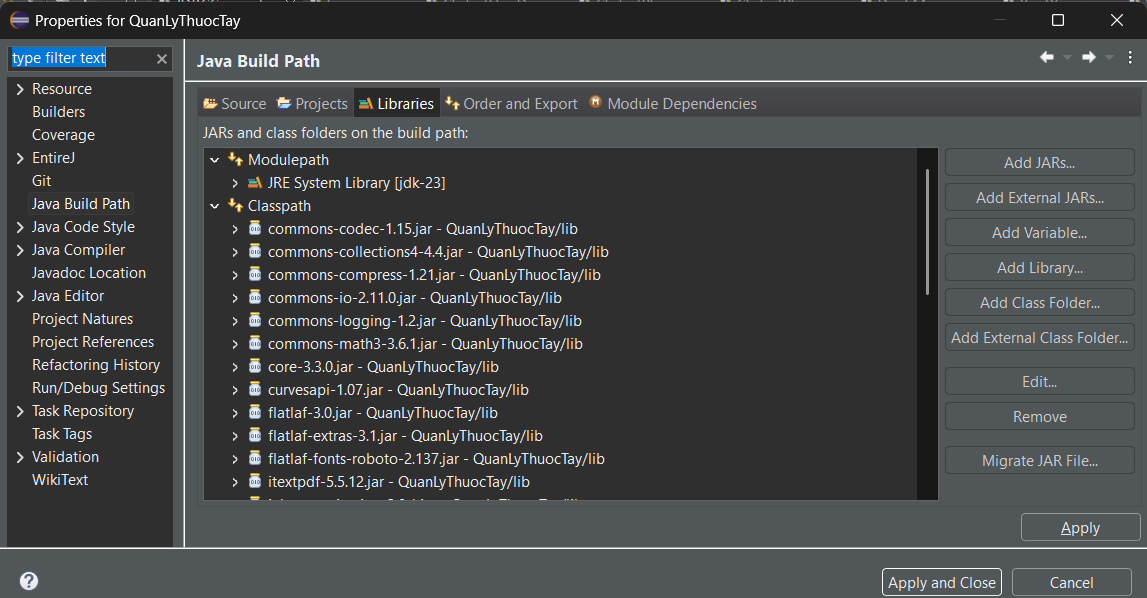 Properties for QuanLyThuocTay
type filter text
Resource
Builders
Coverage
EntireJ
Git
Java Build Path
Java Code Style
Java Compiler
Javadoc Location
Java Editor
Project Natures
Project References
Refactoring History
Run/Debug Settings
Task Repository
Task Tags
Validation
WikiText
Java Build Path
Source Projects Libraries Order and Export Module Dependencies
JARs and class folders on the build path:
Modulepath
JRE System Library [jdk-23]
Classpath
commons-codec-1.15.jar - QuanLyThuocTay/lib
commons-collections4-4.4.jar - QuanLyThuocTay/lib
commons-compress-1.21.jar - QuanLyThuocTay/lib
commons-io-2.11.0.jar - QuanLyThuocTay/lib
commons-logging-1.2.jar - QuanLyThuocTay/lib
commons-math3-3.6.1.jar - QuanLyThuocTay/lib
core-3.3.0.jar - QuanLyThuocTay/lib
curvesapi-1.07.jar - QuanLyThuocTay/lib
flatlaf-3.0.jar - QuanLyThuocTay/lib
flatlaf-extras-3.1.jar - QuanLyThuocTay/lib
flatlaf-fonts-roboto-2.137.jar - QuanLyThuocTay/lib
itextpdf-5.5.12.jar - QuanLyThuocTay/lib
Add JARs...
Add External JARs...
Add Variable...
Add Library...
Add Class Folder...
Add External Class Folder...
Edit...
Remove
Migrate JAR File...
Apply
Apply and Close
Cancel